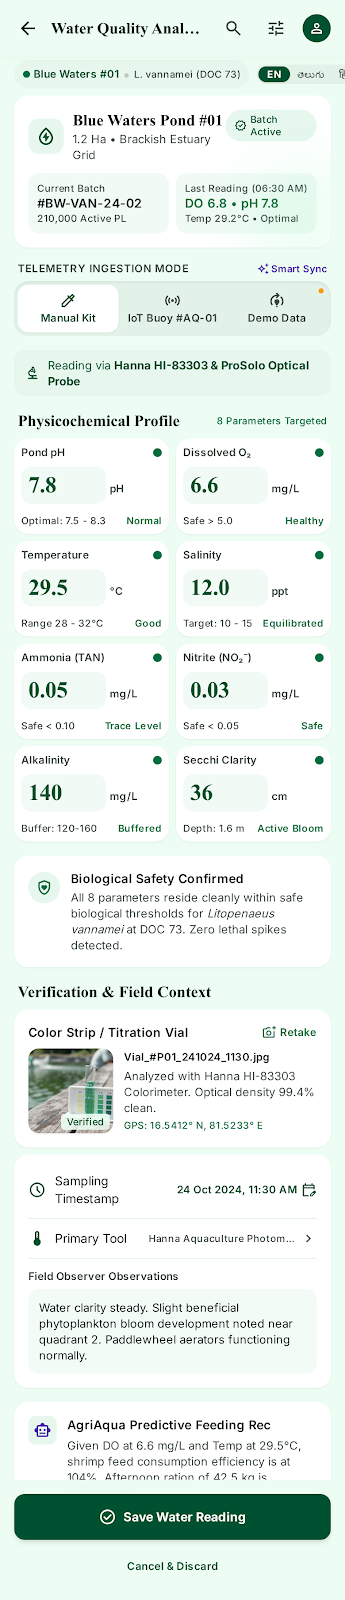 Water Quality Anal...
Blue Waters #01 • L. vannamei (DOC 73) EN తెలుగు
Blue Waters Pond #01
Batch Active
1.2 Ha • Brackish Estuary
Grid
Current Batch
#BW-VAN-24-02
210,000 Active PL
Last Reading (06:30 AM)
DO 6.8 • pH 7.8
Temp 29.2°C • Optimal
TELEMETRY INGESTION MODE
Smart Sync
Manual Kit
IoT Buoy #AQ-01
Demo Data
Reading via Hanna HI-83303 & ProSolo Optical
Probe
Physicochemical Profile
8 Parameters Targeted
Pond pH
7.8 pH
Optimal: 7.5 - 8.3 Normal
Dissolved O₂
6.6 mg/L
Safe > 5.0 Healthy
Temperature
29.5 °C
Range 28 - 32°C Good
Salinity
12.0 ppt
Target: 10 - 15 Equilibrated
Ammonia (TAN)
0.05 mg/L
Safe < 0.10 Trace Level
Nitrite (NO₂⁻)
0.03 mg/L
Safe < 0.05 Safe
Alkalinity
140 mg/L
Buffer: 120-160 Buffered
Secchi Clarity
36 cm
Depth: 1.6 m Active Bloom
Biological Safety Confirmed
All 8 parameters reside cleanly within safe
biological thresholds for Litopenaeus
vannamei at DOC 73. Zero lethal spikes
detected.
Verification & Field Context
Color Strip / Titration Vial
Retake
Verified
Vial_#P01_241024_1130.jpg
Analyzed with Hanna HI-83303
Colorimeter. Optical density 99.4%
clean.
GPS: 16.5412° N, 81.5233° E
Sampling
Timestamp
24 Oct 2024, 11:30 AM
Primary Tool
Hanna Aquaculture Photom...
Field Observer Observations
Water clarity steady. Slight beneficial
phytoplankton bloom development noted near
quadrant 2. Paddlewheel aerators functioning
normally.
AgriAqua Predictive Feeding Rec
Given DO at 6.6 mg/L and Temp at 29.5°C,
shrimp feed consumption efficiency is at
104%. Afternoon ration of 42.5 kg is
Save Water Reading
Cancel & Discard